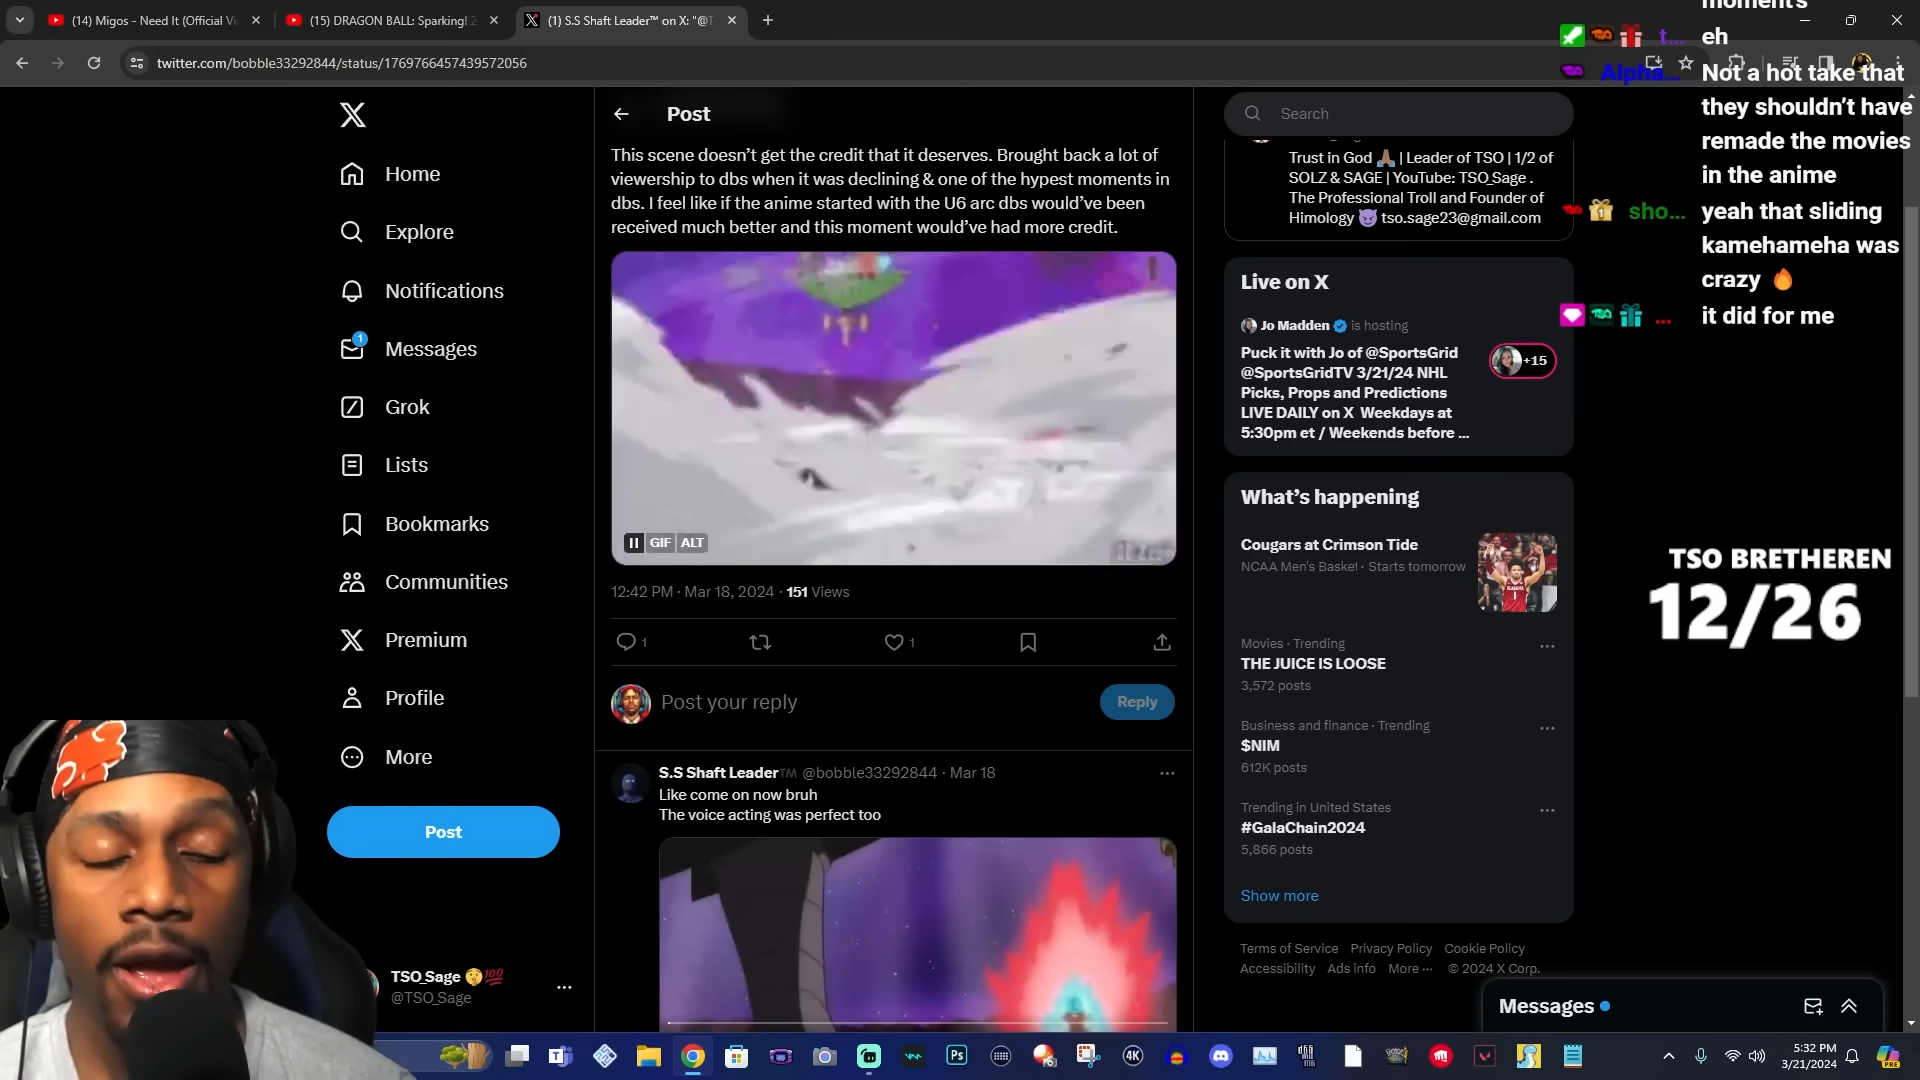 (14) Migos - Need It (Official Vi
(15) DRAGON BALL: Sparking! Z
(1) S.S Shaft Leader™ on X: "@T
twitter.com/bobble33292844/status/1769766457439572056
Home
Explore
Notifications
1
Messages
Grok
Lists
Bookmarks
Communities
Premium
Profile
More
Post
TSO_Sage 🤫💯
@TSO_Sage
Post
This scene doesn’t get the credit that it deserves. Brought back a lot of
viewership to dbs when it was declining & one of the hypest moments in
dbs. I feel like if the anime started with the U6 arc dbs would’ve been
received much better and this moment would’ve had more credit.
GIF ALT
12:42 PM · Mar 18, 2024 · 151 Views
1
1
Post your reply
Reply
S.S Shaft Leader™ @bobble33292844 · Mar 18
Like come on now bruh
The voice acting was perfect too
Search
Trust in God 🙏🏾 | Leader of TSO | 1/2 of
SOLZ & SAGE | YouTube: TSO_Sage .
The Professional Troll and Founder of
Himology 😈 tso.sage23@gmail.com
Live on X
Jo Madden is hosting
Puck it with Jo of @SportsGrid
@SportsGridTV 3/21/24 NHL
Picks, Props and Predictions
LIVE DAILY on X Weekdays at
5:30pm et / Weekends before ...
+15
What’s happening
Cougars at Crimson Tide
NCAA Men's Basket · Starts tomorrow
Movies · Trending
THE JUICE IS LOOSE
3,572 posts
Business and finance · Trending
$NIM
612K posts
Trending in United States
#GalaChain2024
5,866 posts
Show more
Terms of Service Privacy Policy Cookie Policy
Accessibility Ads info More ··· © 2024 X Corp.
Messages
moment's
t... eh
Alpha... Not a hot take that
they shouldn’t have
remade the movies
in the anime
sho... yeah that sliding
kamehameha was
crazy 🔥
... it did for me
TSO BRETHEREN
12/26
Ps
4K
5:32 PM
3/21/2024
PRE